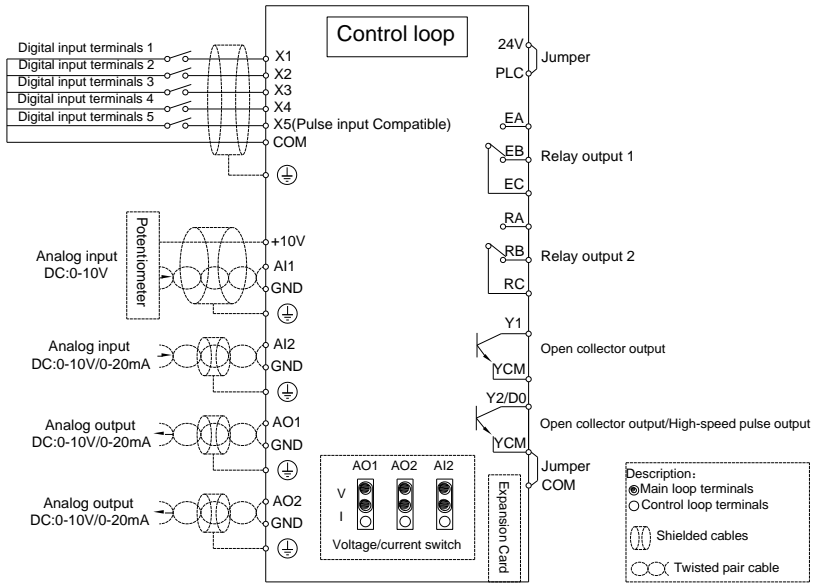 Control loop
Digital input terminals 1
Digital input terminals 2
Digital input terminals 3
Digital input terminals 4
Digital input terminals 5
X1
X2
X3
X4
X5(Pulse input Compatible)
COM
Potentiometer
Analog input
DC:0-10V
+10V
AI1
GND
Analog input
DC:0-10V/0-20mA
AI2
GND
Analog output
DC:0-10V/0-20mA
AO1
GND
Analog output
DC:0-10V/0-20mA
AO2
GND
AO1 AO2 AI2
V
I
Voltage/current switch
Expansion Card
24V
PLC
Jumper
EA
EB
EC
Relay output 1
RA
RB
RC
Relay output 2
Y1
YCM
Open collector output
Y2/D0
YCM
Open collector output/High-speed pulse output
COM
Jumper
Description:
Main loop terminals
Control loop terminals
Shielded cables
Twisted pair cable